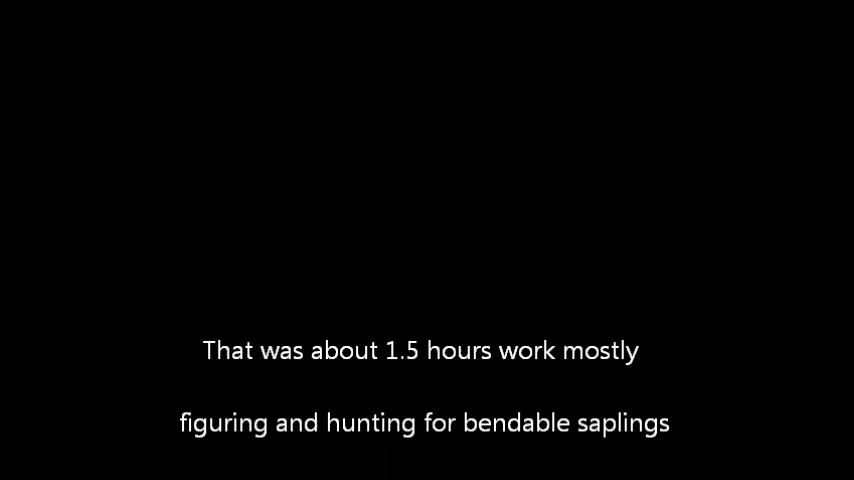 That was about 1.5 hours work mostly
figuring and hunting for bendable saplings